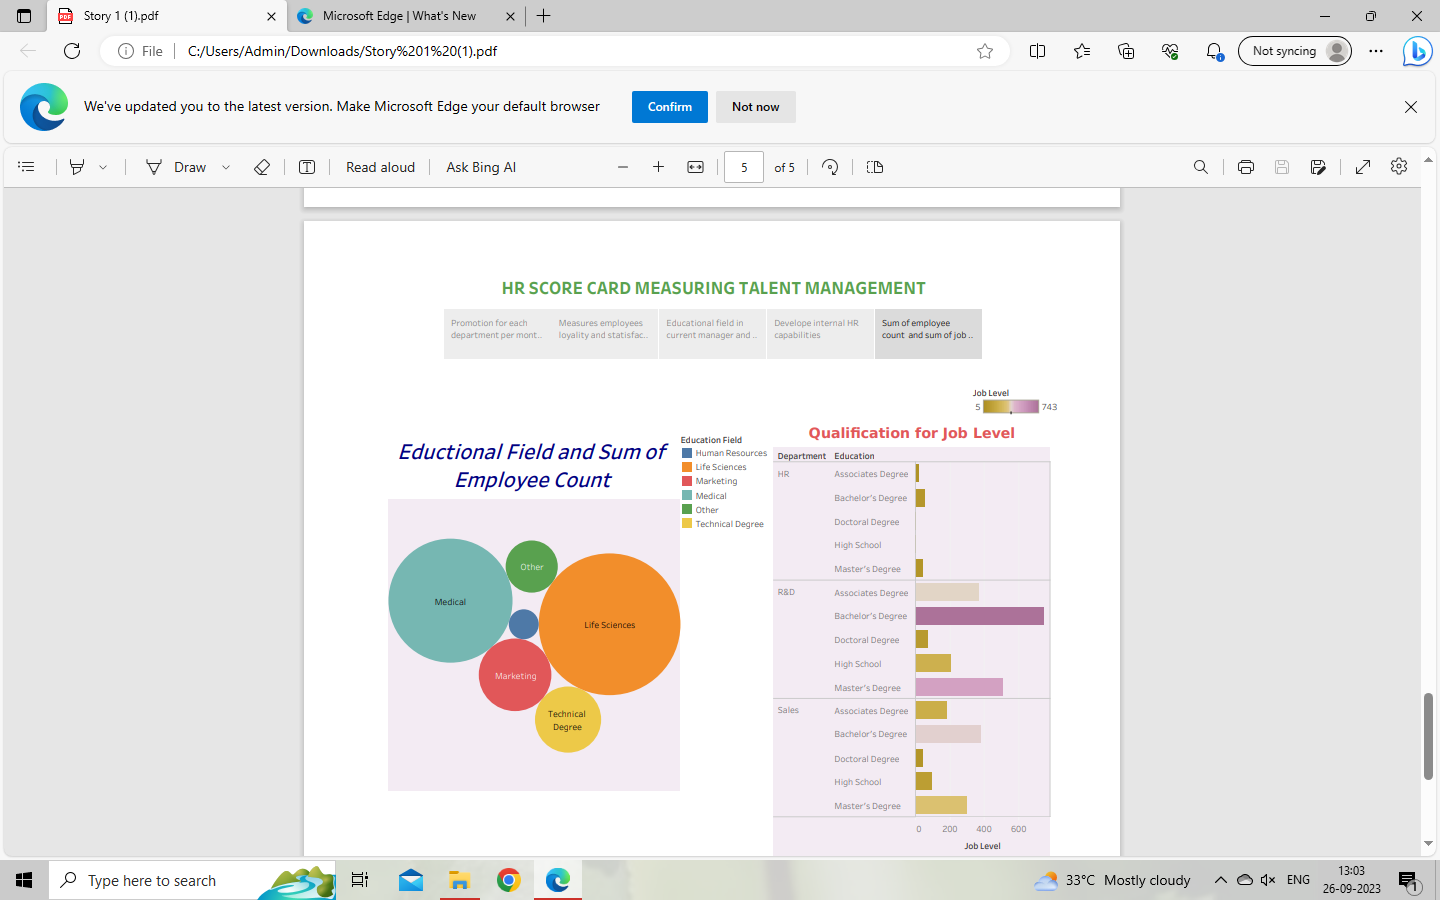 Story 1 (1).pdf
Microsoft Edge | What's New
File
C:/Users/Admin/Downloads/Story%201%20(1).pdf
Not syncing
We've updated you to the latest version. Make Microsoft Edge your default browser
Confirm
Not now
Draw
Read aloud
Ask Bing AI
5
of 5
HR SCORE CARD MEASURING TALENT MANAGEMENT
Promotion for each
department per mont..
Measures employees
loyality and statisfac..
Educational field in
current manager and ..
Develope internal HR
capabilities
Sum of employee
count and sum of job ..
Job Level
5
743
Eductional Field and Sum of
Employee Count
Education Field
Human Resources
Life Sciences
Marketing
Medical
Other
Technical Degree
Medical
Other
Life Sciences
Marketing
Technical
Degree
Qualification for Job Level
Department Education
HR Associates Degree
Bachelor's Degree
Doctoral Degree
High School
Master's Degree
R&D Associates Degree
Bachelor's Degree
Doctoral Degree
High School
Master's Degree
Sales Associates Degree
Bachelor's Degree
Doctoral Degree
High School
Master's Degree
0 200 400 600
Job Level
Type here to search
33°C Mostly cloudy
ENG
13:03
26-09-2023
1